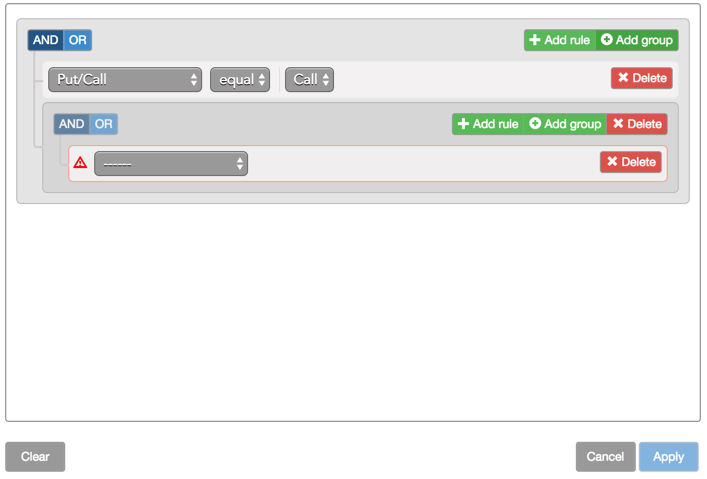 AND OR Add rule Add group
Put/Call equal Call Delete
AND OR Add rule Add group Delete
------ Delete
Clear Cancel Apply